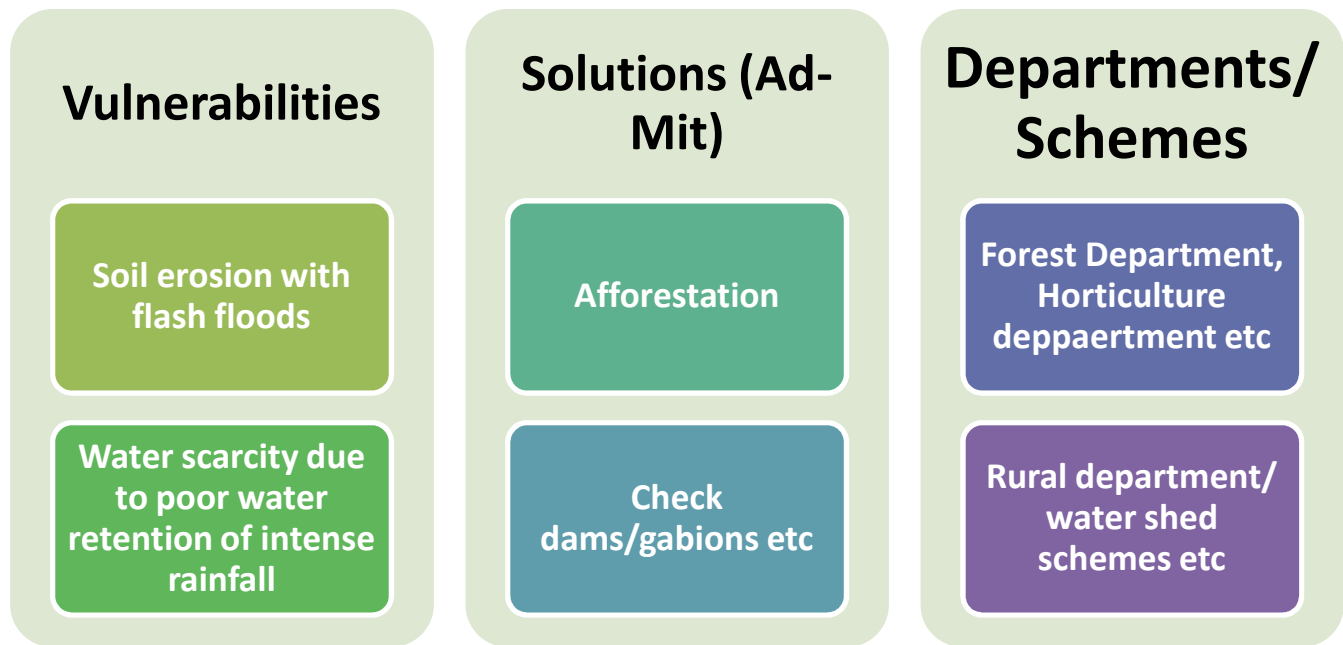 Vulnerabilities
Soil erosion with
flash floods
Water scarcity due
to poor water
retention of intense
rainfall
Solutions (Ad-
Mit)
Afforestation
Check
dams/gabions etc
Departments/
Schemes
Forest Department,
Horticulture
deppaertment etc
Rural department/
water shed
schemes etc